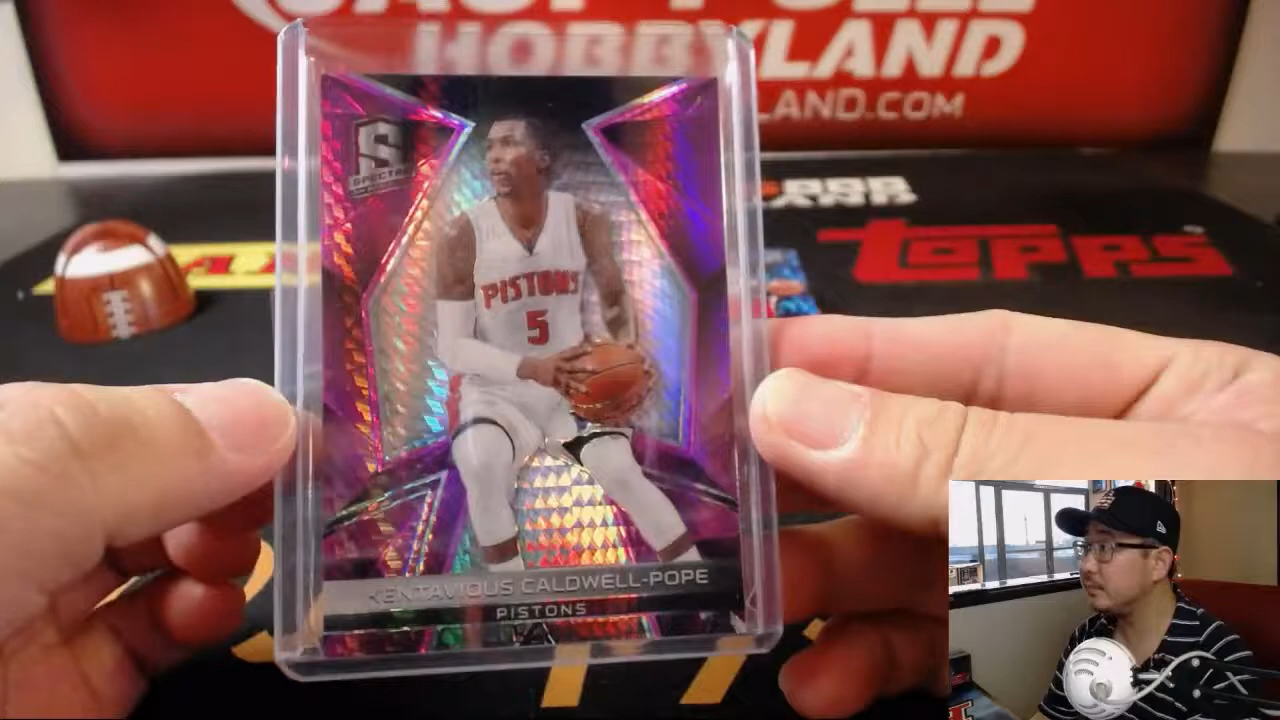 HOBBYLAND
LAND.COM
TOPPS
S
SPECTRA
PISTONS
5
KENTAVIOUS CALDWELL-POPE
PISTONS